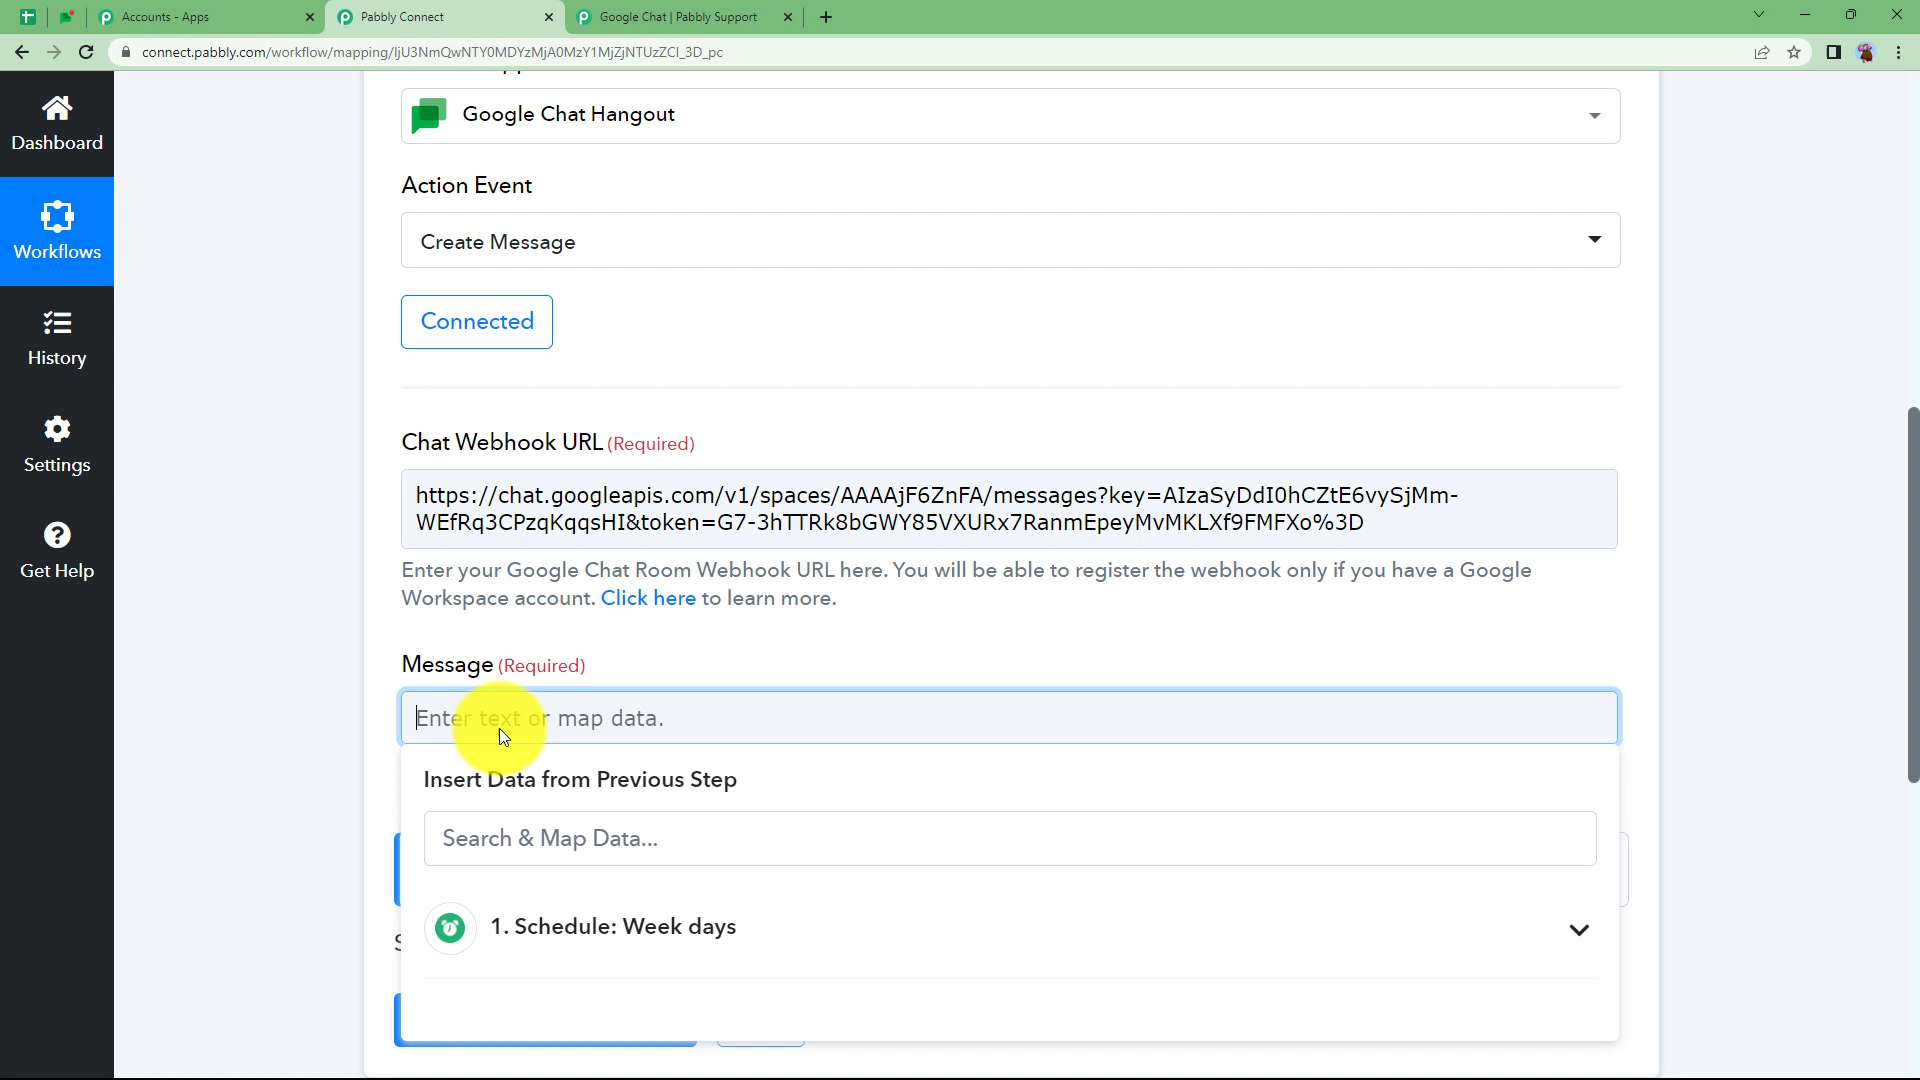 Accounts - Apps
Pabbly Connect
Google Chat | Pabbly Support
connect.pabbly.com/workflow/mapping/IjU3NmQwNTY0MDYzMjA0MzY1MjZjNTUzZCI_3D_pc
Dashboard
Workflows
History
Settings
Get Help
Google Chat Hangout
Action Event
Create Message
Connected
Chat Webhook URL (Required)
https://chat.googleapis.com/v1/spaces/AAAAjF6ZnFA/messages?key=AIzaSyDdI0hCZtE6vySjMm-
WEfRq3CPzqKqqsHI&token=G7-3hTTRk8bGWY85VXURx7RanmEpeyMvMKLXf9FMFXo%3D
Enter your Google Chat Room Webhook URL here. You will be able to register the webhook only if you have a Google
Workspace account. Click here to learn more.
Message (Required)
Enter text or map data.
Insert Data from Previous Step
Search & Map Data...
1. Schedule: Week days